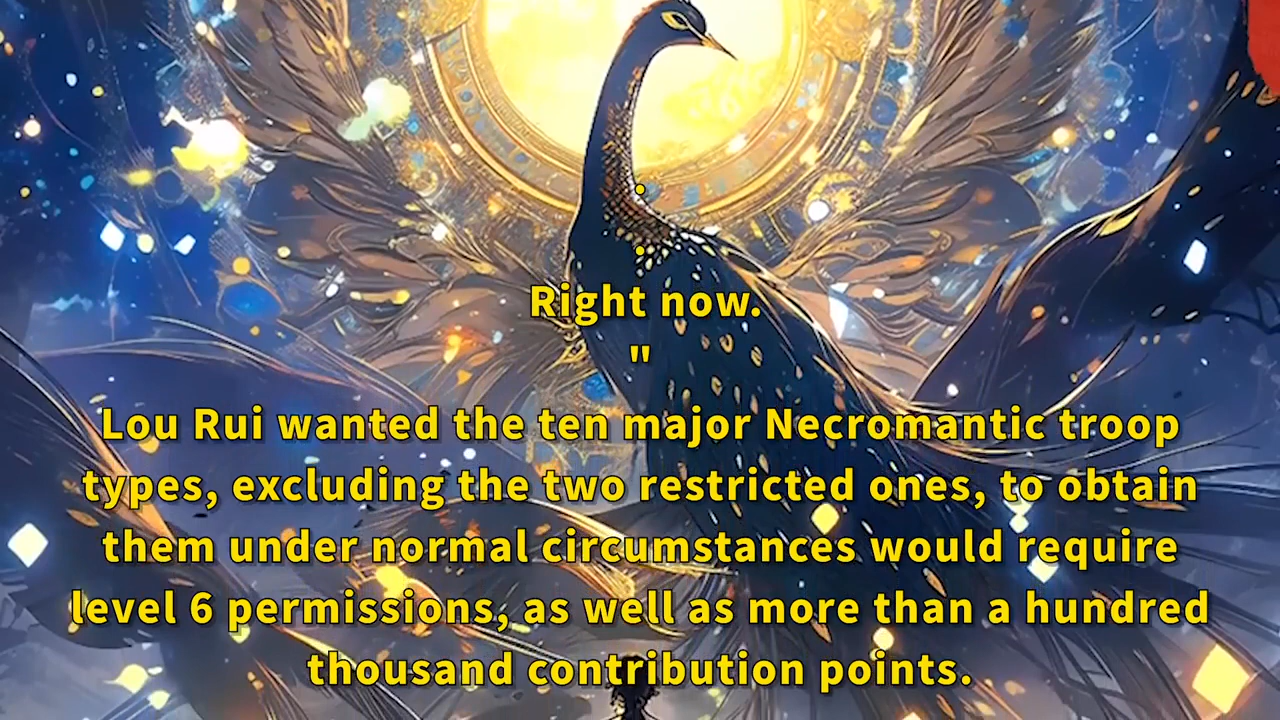 .
.
Right now.
"
Lou Rui wanted the ten major Necromantic troop
types, excluding the two restricted ones, to obtain
them under normal circumstances would require
level 6 permissions, as well as more than a hundred
thousand contribution points.